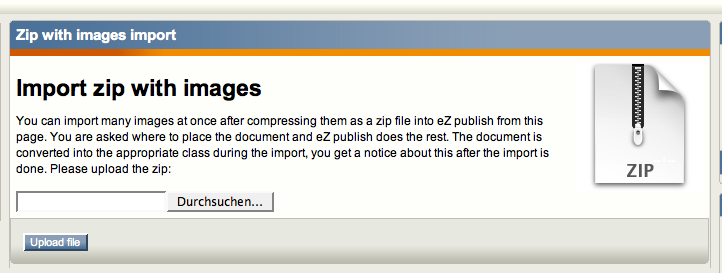 Zip with images import
Import zip with images
You can import many images at once after compressing them as a zip file into eZ publish from this
page. You are asked where to place the document and eZ publish does the rest. The document is
converted into the appropriate class during the import, you get a notice about this after the import is
done. Please upload the zip:
ZIP
Durchsuchen...
Upload file